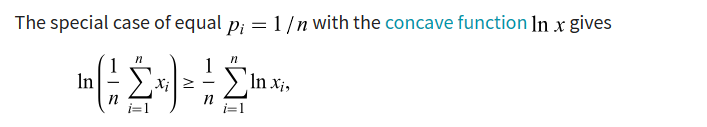 The special case of equal p_i = 1/n with the concave function ln x gives
ln(1/n ∑_{i=1}^{n} x_i) ≥ 1/n ∑_{i=1}^{n} ln x_i,